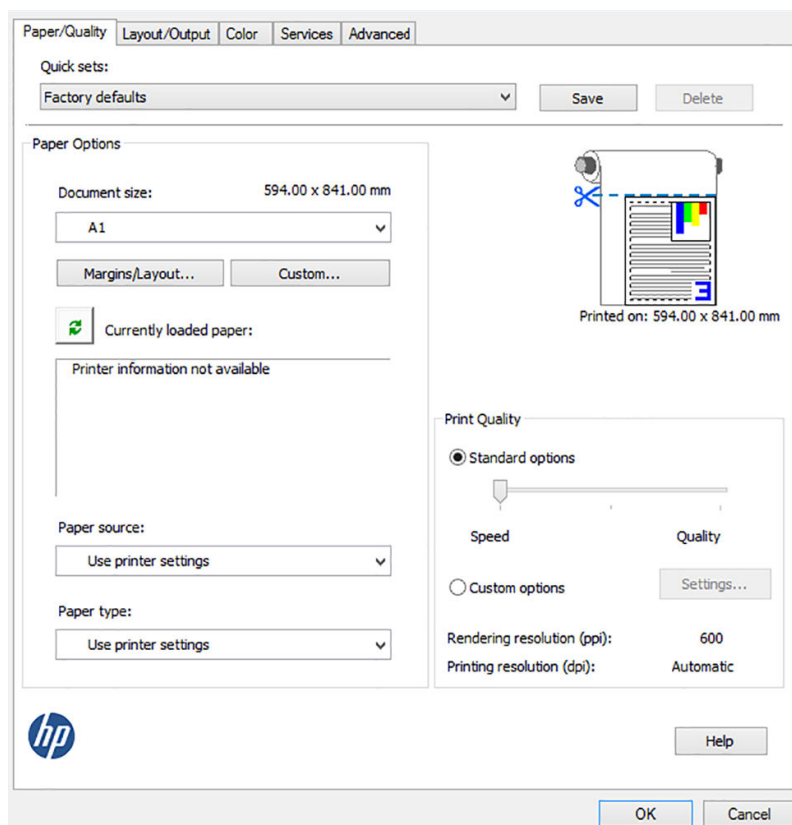 Paper/Quality Layout/Output Color Services Advanced
Quick sets:
Factory defaults Save Delete
Paper Options
Document size: 594.00 x 841.00 mm
A1
Margins/Layout... Custom...
Currently loaded paper:
Printer information not available
Paper source:
Use printer settings
Paper type:
Use printer settings
3
Printed on: 594.00 x 841.00 mm
Print Quality
Standard options
Speed Quality
Custom options Settings...
Rendering resolution (ppi): 600
Printing resolution (dpi): Automatic
hp
Help
OK Cancel